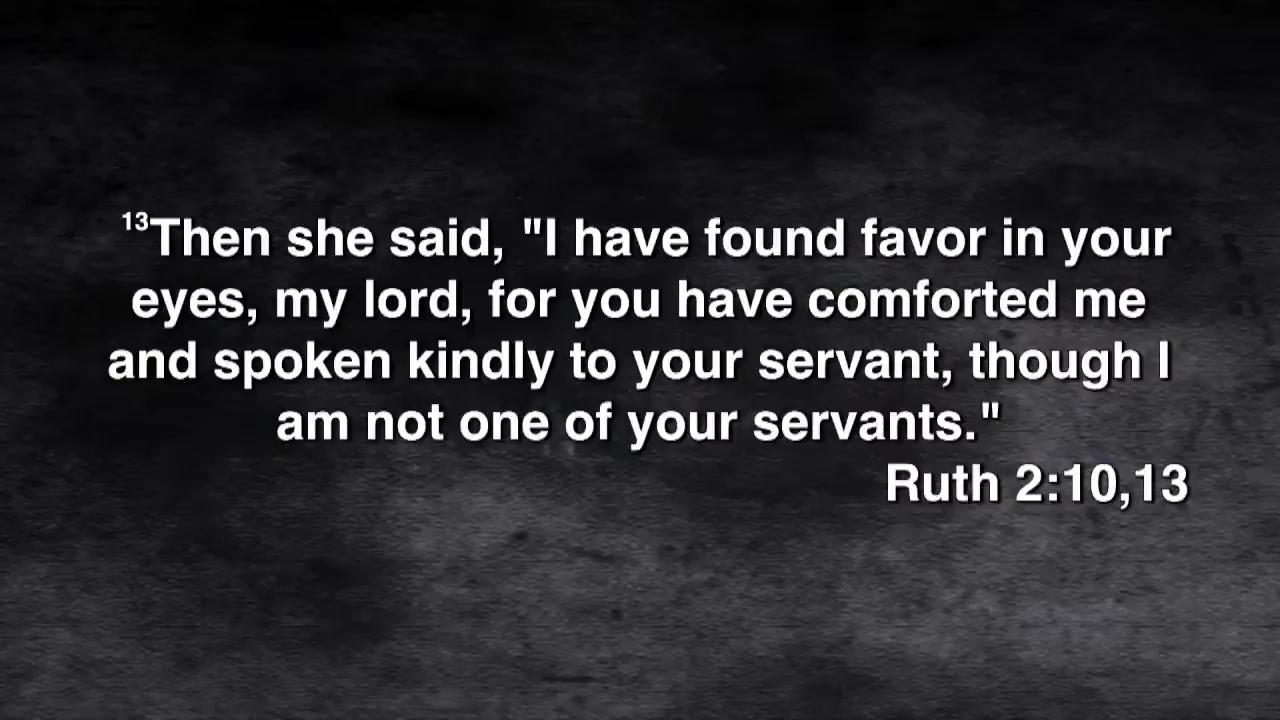 13Then she said, "I have found favor in your
eyes, my lord, for you have comforted me
and spoken kindly to your servant, though I
am not one of your servants."
Ruth 2:10,13